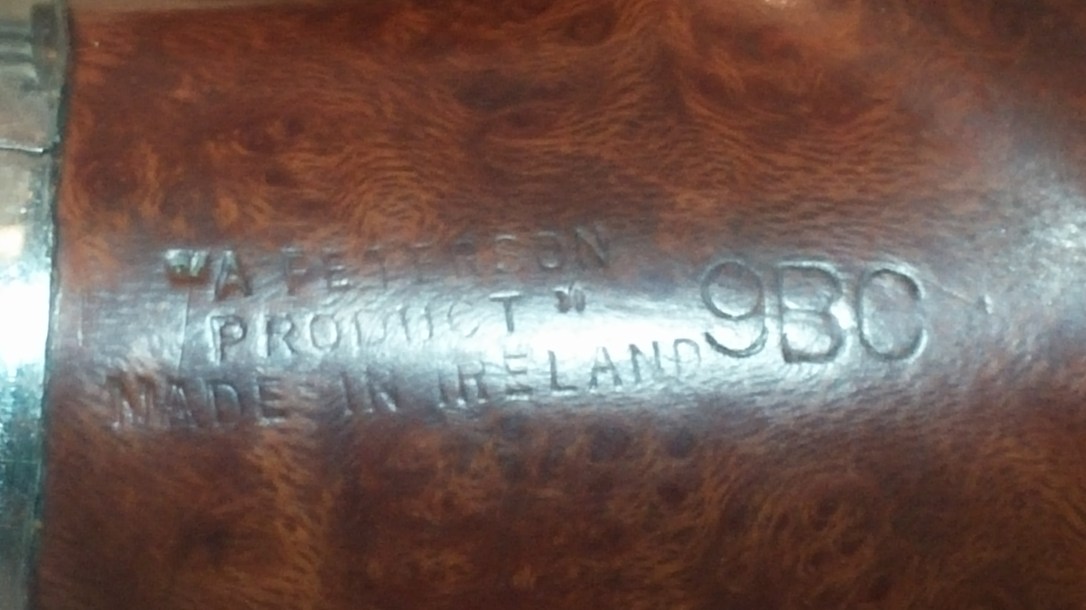 "A PETERSON
PRODUCT"
MADE IN IRELAND
9BC